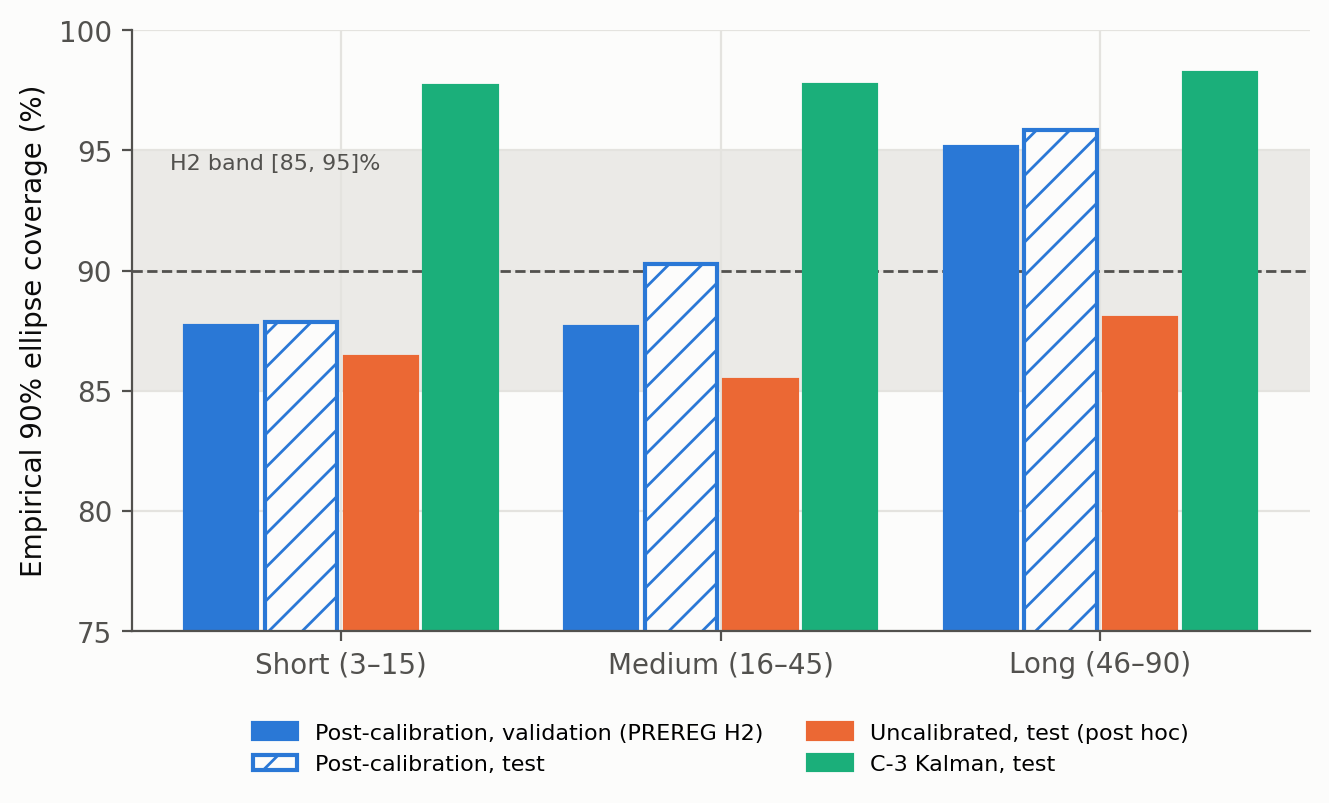 Empirical 90% ellipse coverage (%)
100
95
90
85
80
75
H2 band [85, 95]%
Short (3–15)
Medium (16–45)
Long (46–90)
Post-calibration, validation (PREREG H2)
Post-calibration, test
Uncalibrated, test (post hoc)
C-3 Kalman, test